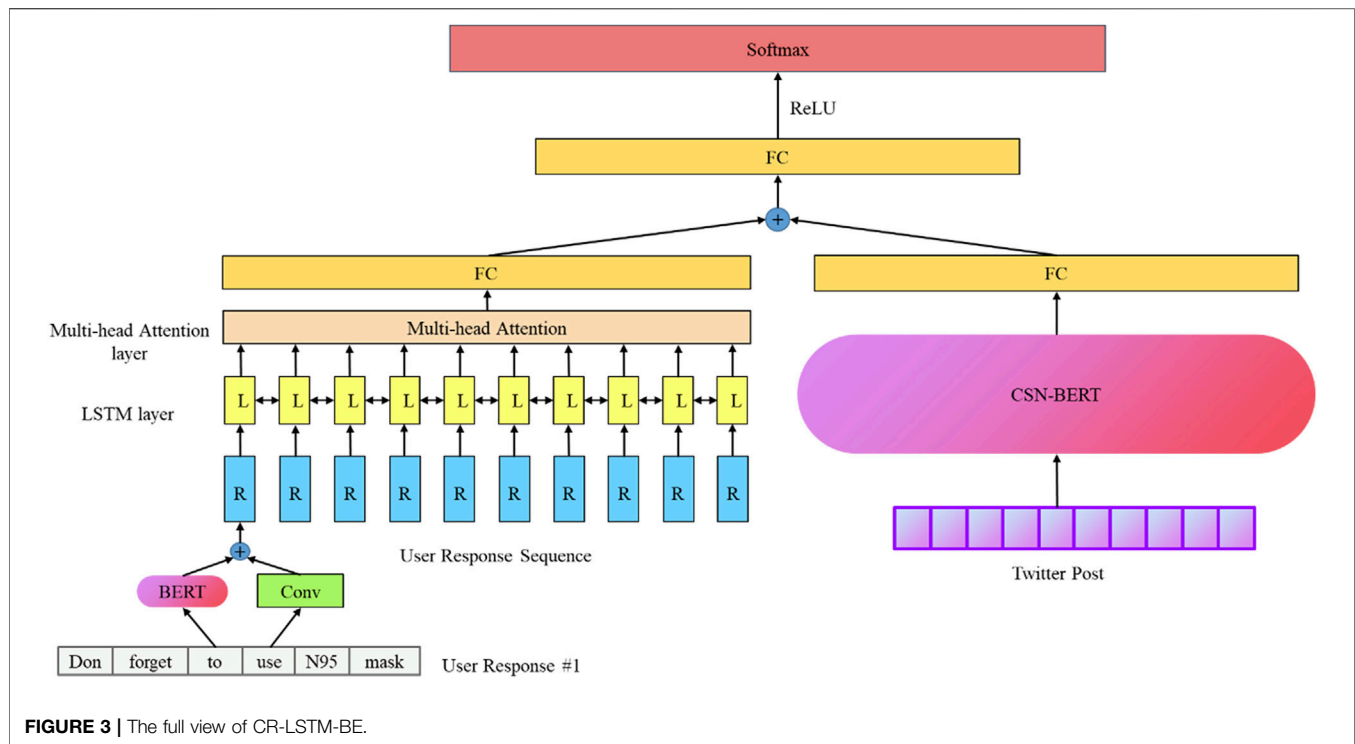 Softmax
ReLU
FC
+
FC
FC
Multi-head Attention layer
Multi-head Attention
CSN-BERT
LSTM layer
L L L L L L L L L L
R R R R R R R R R R
User Response Sequence
Twitter Post
+
BERT Conv
Don forget to use N95 mask
User Response #1
FIGURE 3 | The full view of CR-LSTM-BE.